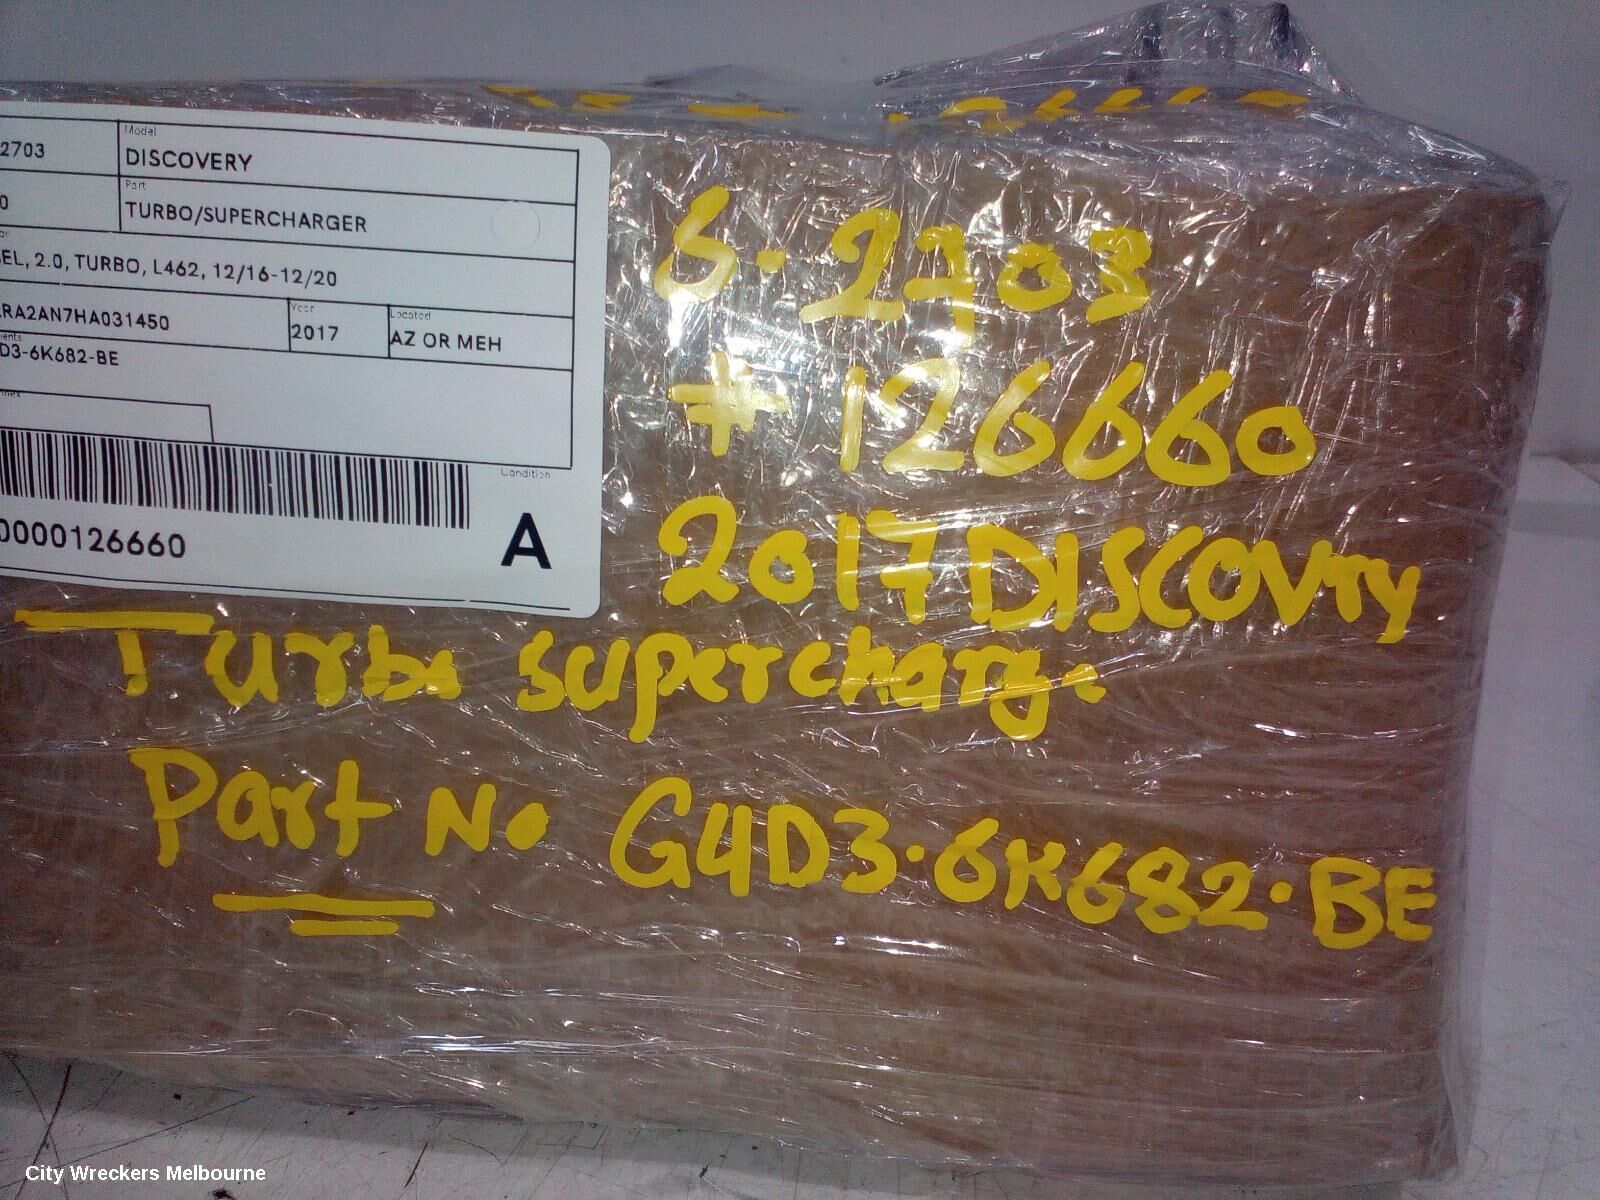 2703
Model
DISCOVERY
0
Part
TURBO/SUPERCHARGER
EL, 2.0, TURBO, L462, 12/16-12/20
RA2AN7HA031450
Year
2017
Located
AZ OR MEH
D3-6K682-BE
0000126660
Condition
A
S-2703
# 126660
2017 DISCOVry
Turbo supercharge
Part No G4D3-6K682-BE
City Wreckers Melbourne